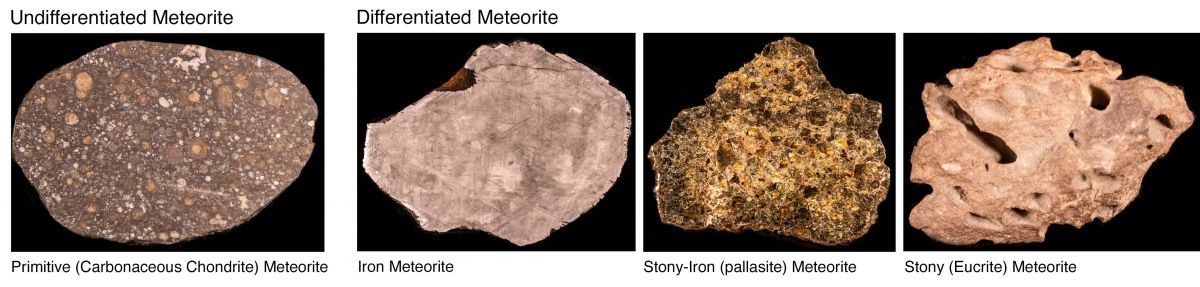 Undifferentiated Meteorite
Differentiated Meteorite
Primitive (Carbonaceous Chondrite) Meteorite
Iron Meteorite
Stony-Iron (pallasite) Meteorite
Stony (Eucrite) Meteorite